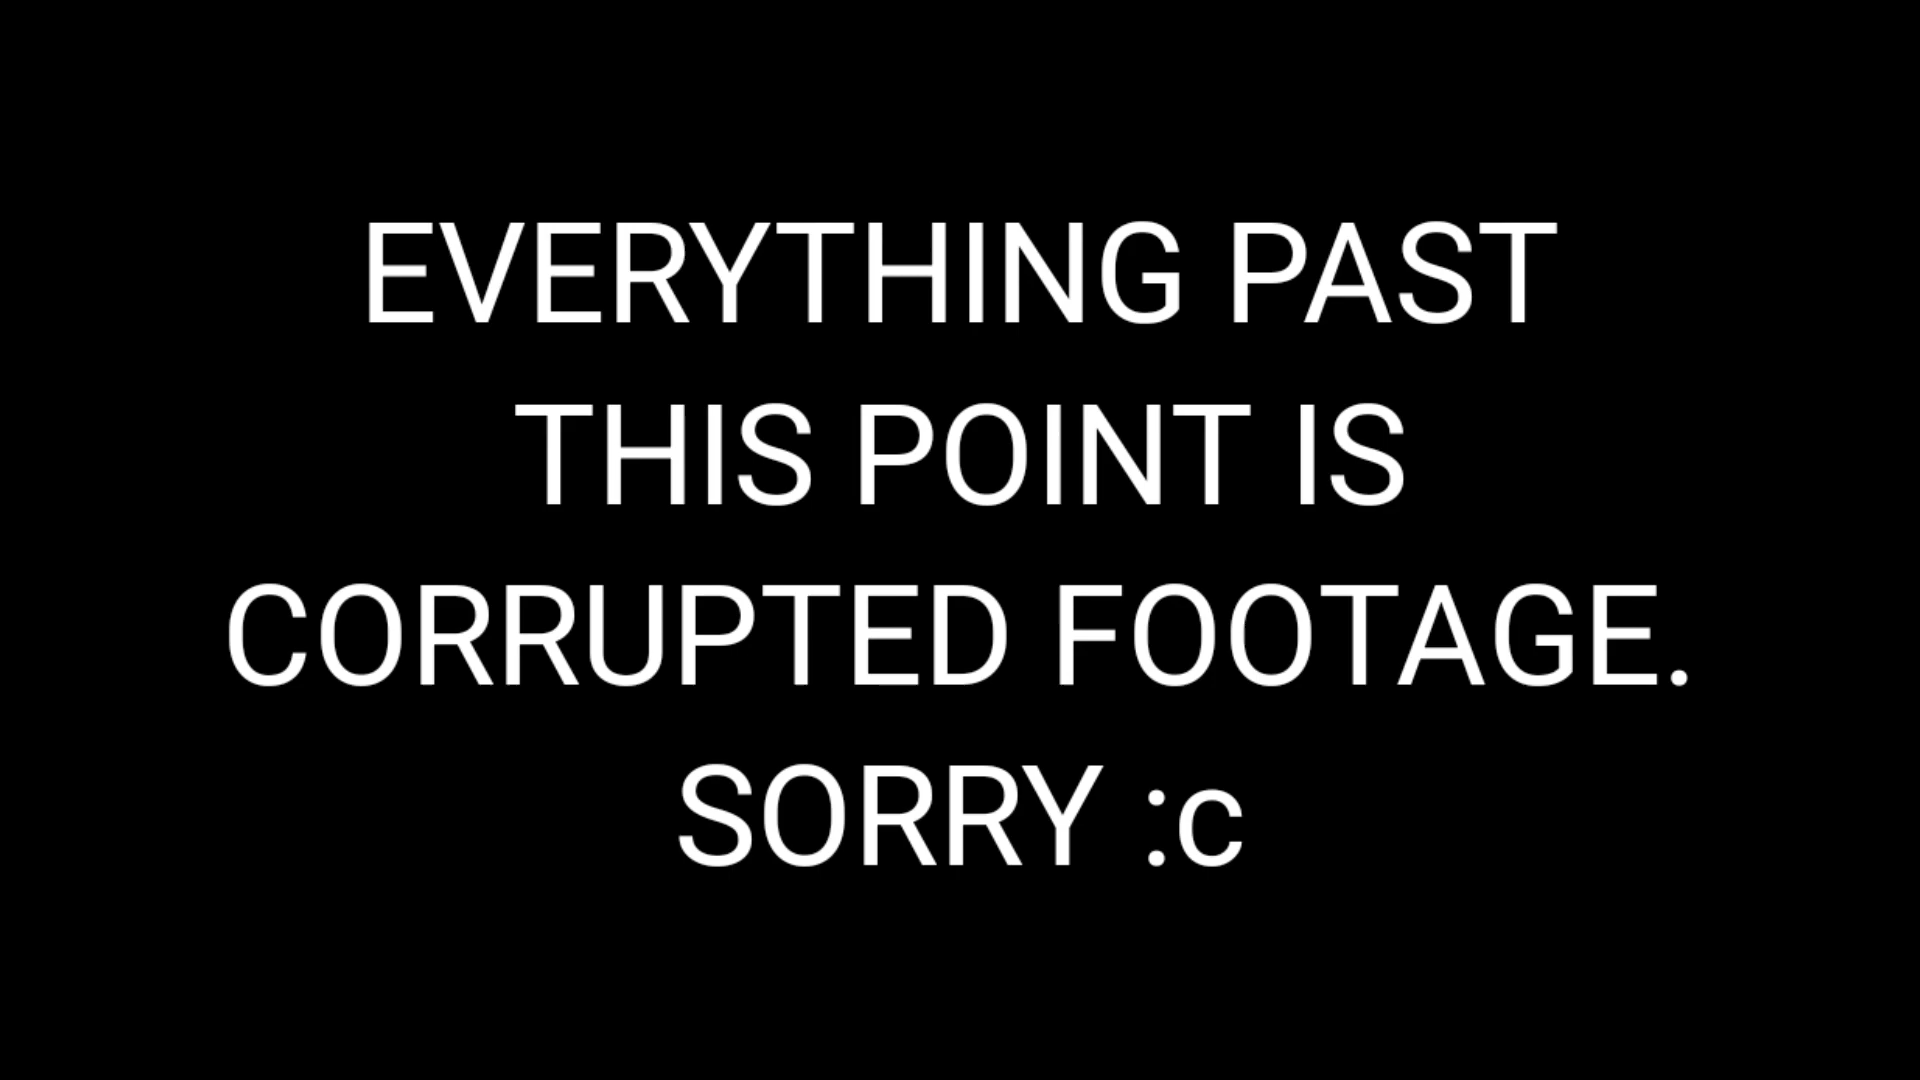 EVERYTHING PAST
THIS POINT IS
CORRUPTED FOOTAGE.
SORRY :c